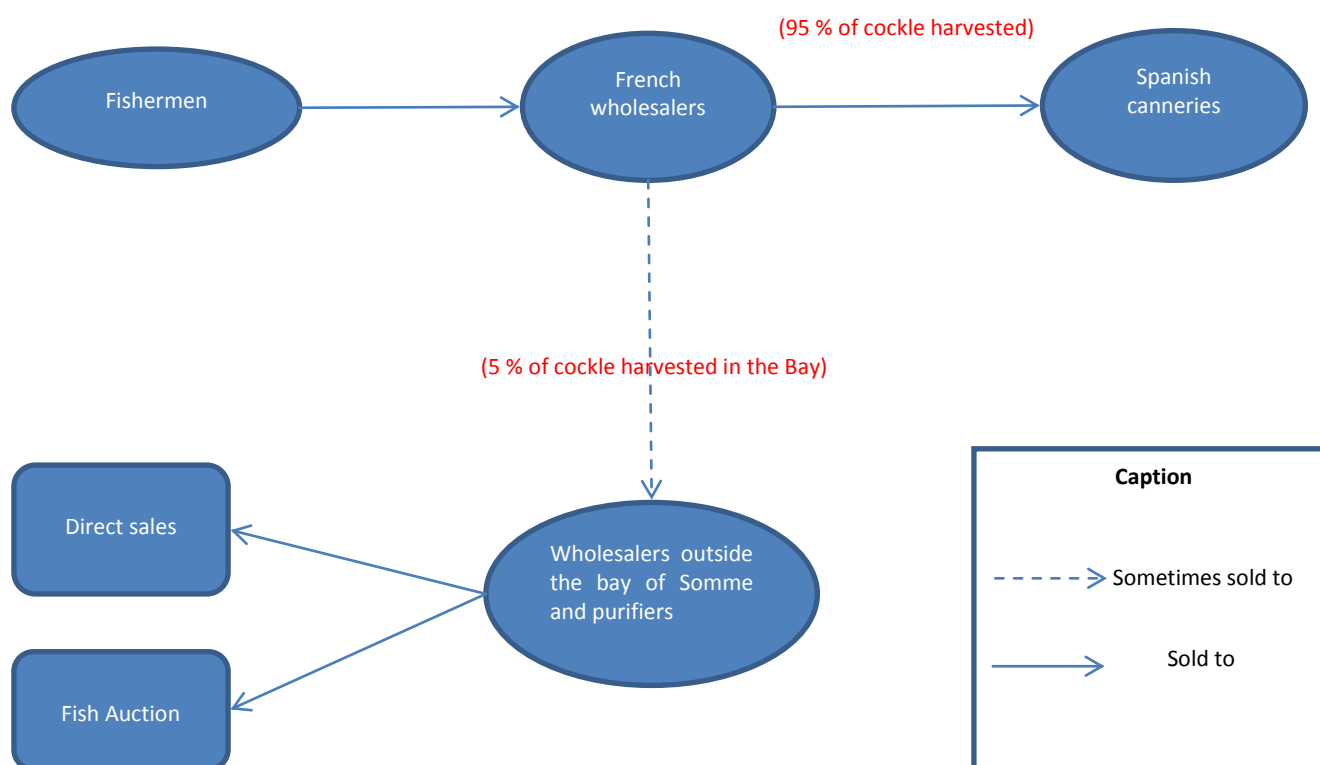 (95 % of cockle harvested)
Fishermen
French
wholesalers
Spanish
canneries
(5 % of cockle harvested in the Bay)
Direct sales
Fish Auction
Wholesalers outside
the bay of Somme
and purifiers
Caption
Sometimes sold to
Sold to